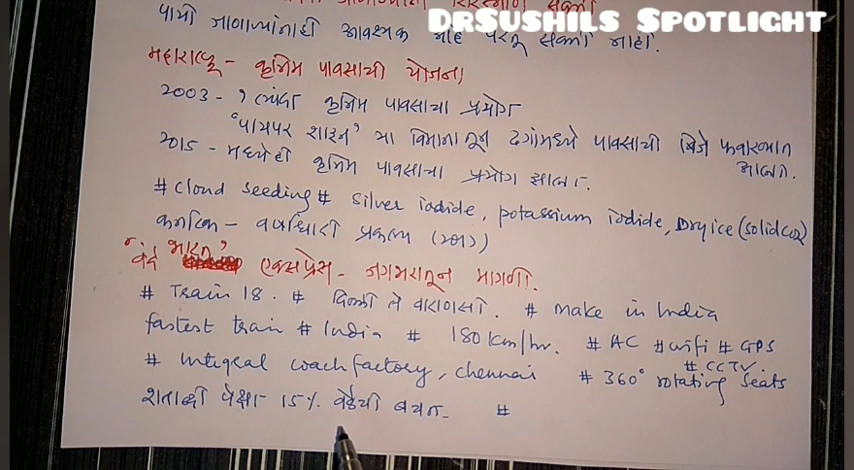 DrSushils Spotlight
पायी जाणाऱ्यांनाही आवश्यक आहे परंतु सक्ती नाही.
महाराष्ट्र - कृत्रिम पावसाची योजना
2003 - १ल्यांदा कृत्रिम पावसाचा प्रयोग
'पायपर शाइन' या विमानातून ढगांमध्ये पावसाची बिजे फवारण्यात आली.
2015 - मध्येही कृत्रिम पावसाचा प्रयोग झाला.
# cloud seeding # silver iodide, potassium iodide, Dry ice (solid CO2)
कर्नाटक - वर्षाधारी प्रकल्प (२०१७)
"वंदे भारत" एक्सप्रेस - जगभरातून मागणी.
# Train 18. # दिल्ली ते वाराणसी. # make in India
fastest train # India # 180 km/hr. # AC # wifi # GPS # CCTV.
# Integral coach factory, chennai # 360° rotating seats
शताब्दी पेक्षा 15% वेळेची बचत- #